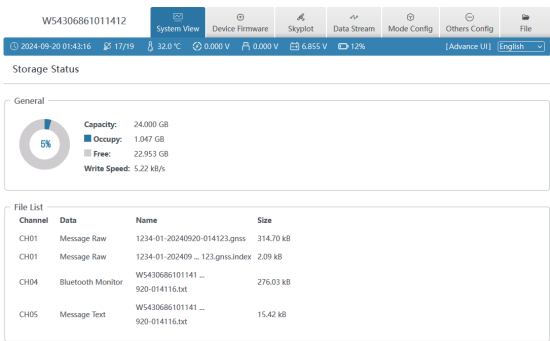 W54306861011412
System View
Device Firmware
Skyplot
Data Stream
Mode Config
Others Config
File
2024-09-20 01:43:16 17/19 32.0 °C 0.000 V 0.000 V 6.855 V 12% [Advance UI] English
Storage Status
General
5%
Capacity: 24.000 GB
Occupy: 1.047 GB
Free: 22.953 GB
Write Speed: 5.22 kB/s
File List
Channel Data Name Size
CH01 Message Raw 1234-01-20240920-014123.gnss 314.70 kB
CH01 Message Raw 1234-01-202409 ... 123.gnss.index 2.09 kB
CH04 Bluetooth Monitor W5430686101141 ... 920-014116.txt 276.03 kB
CH05 Message Text W5430686101141 ... 920-014116.txt 15.42 kB